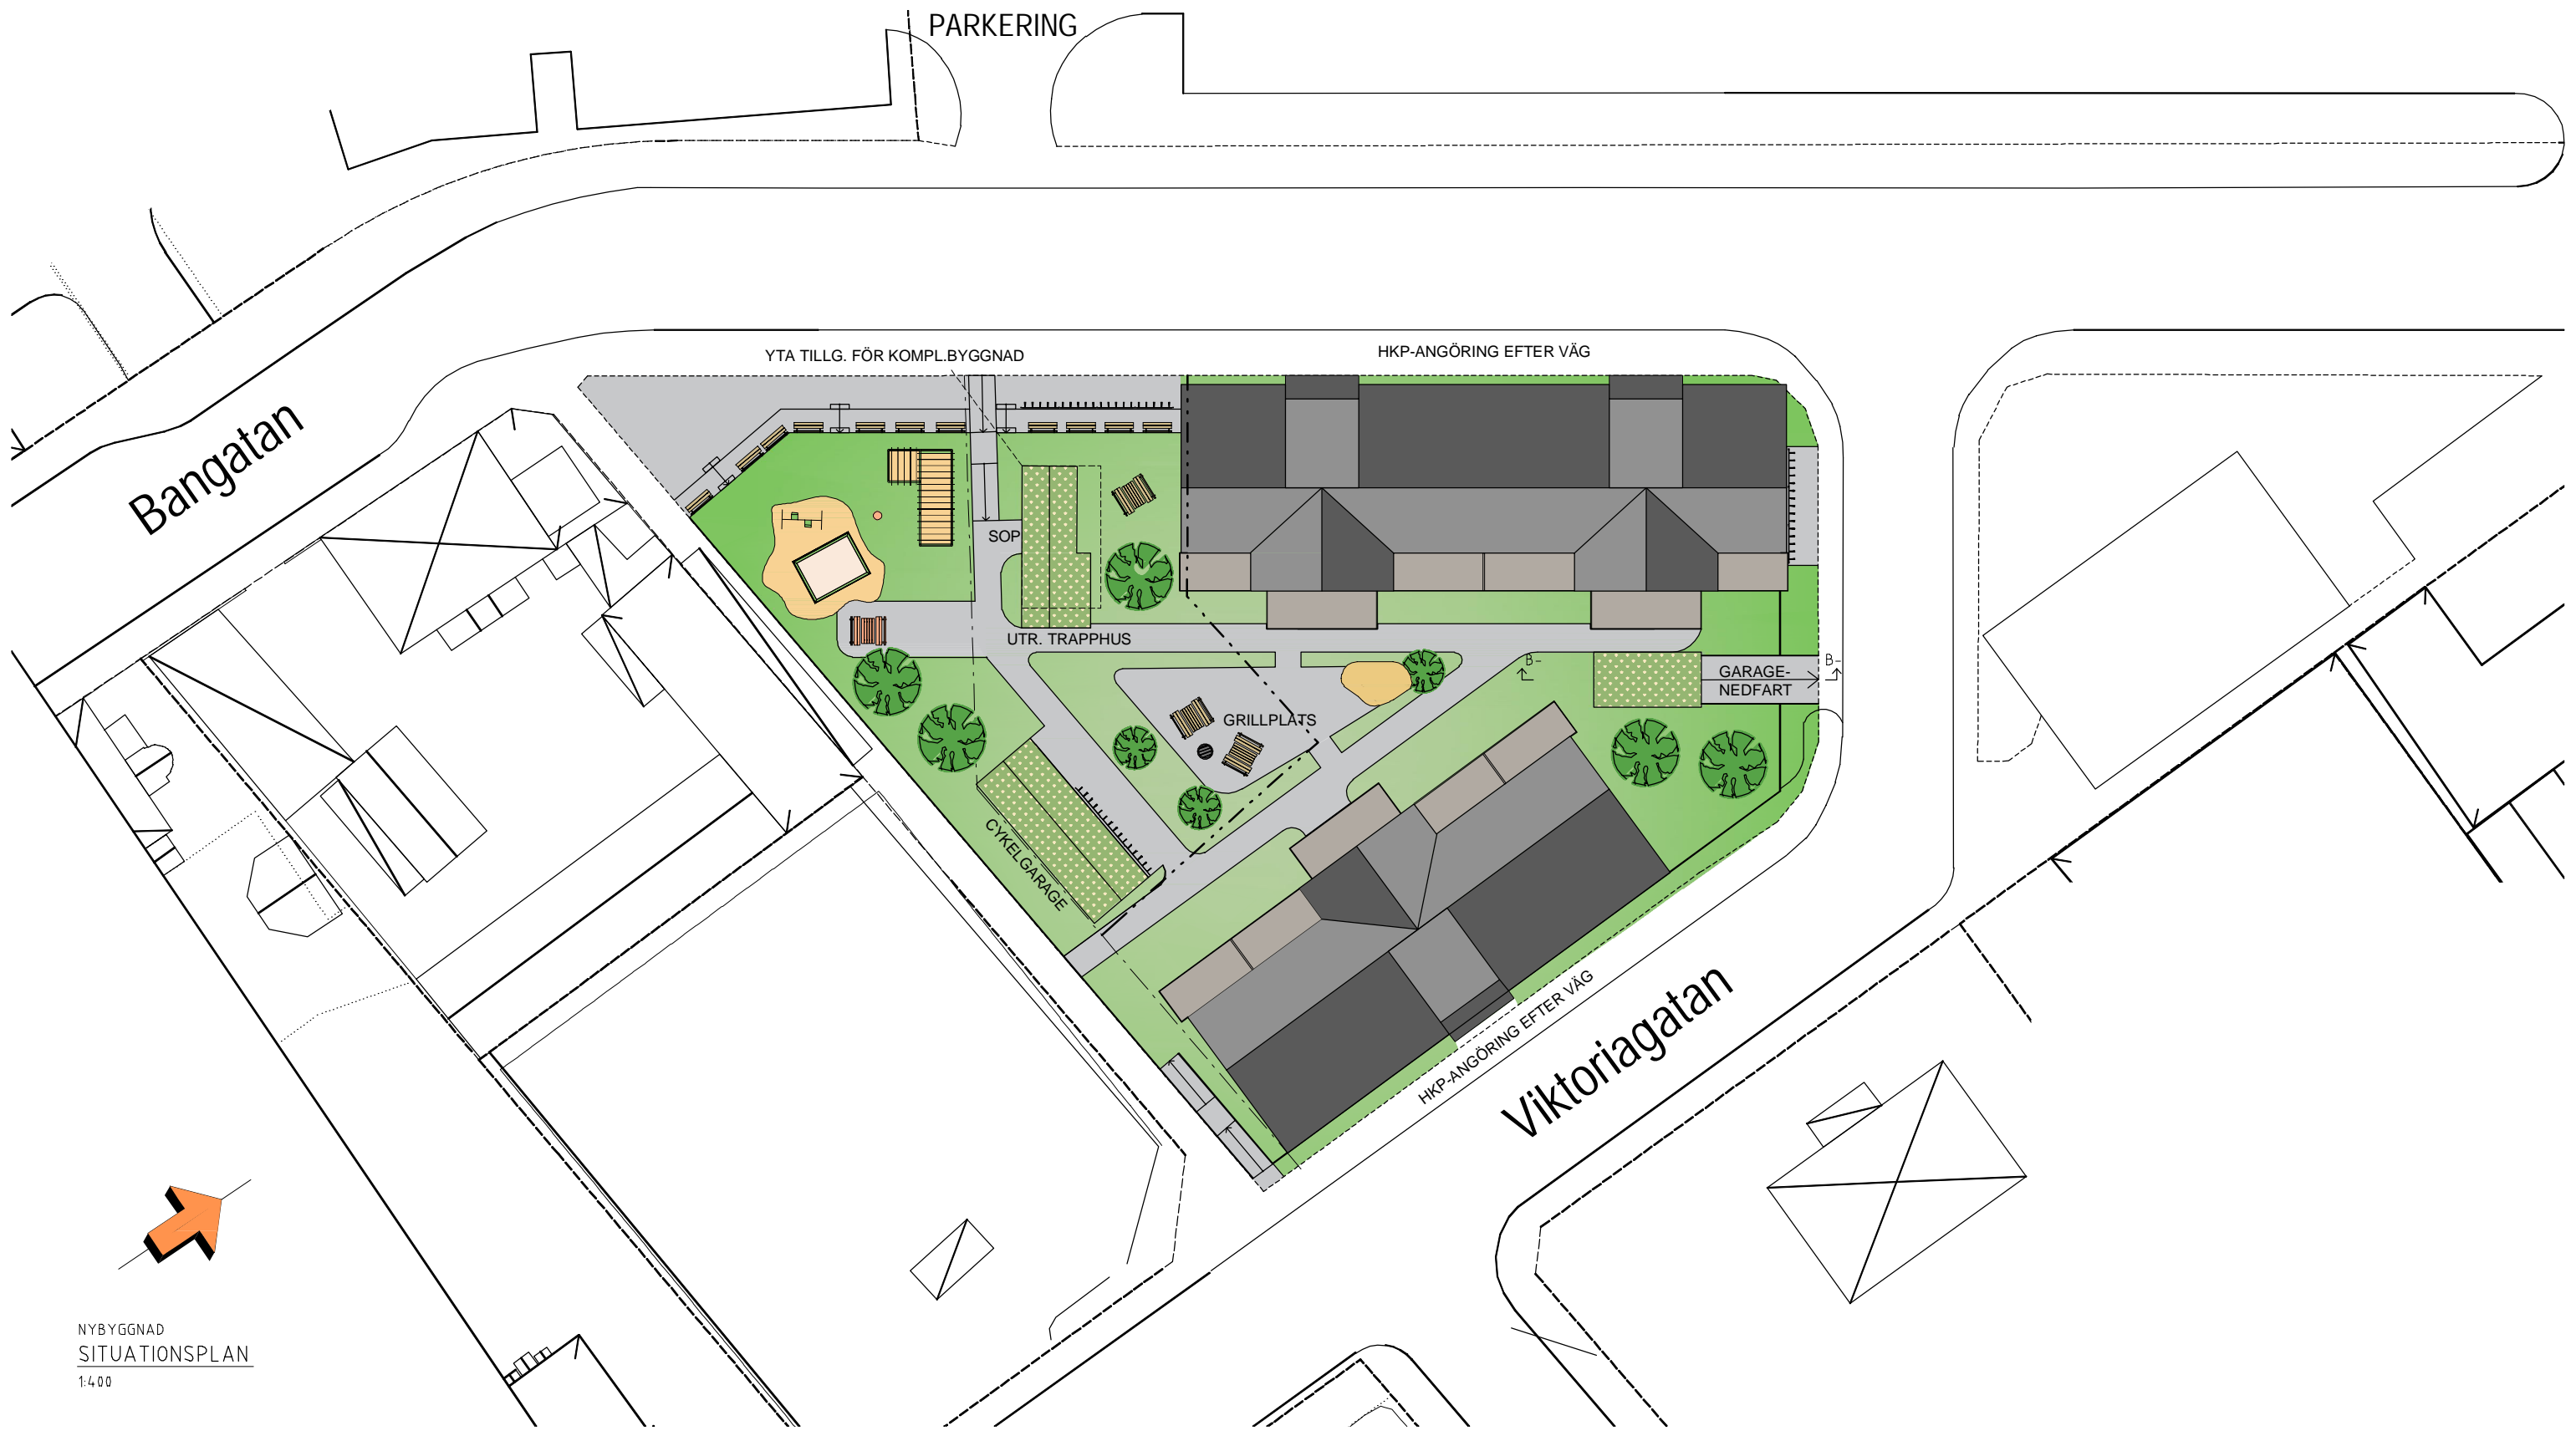 PARKERING
YTA TILLG. FÖR KOMPL.BYGGNAD
HKP-ANGÖRING EFTER VÄG
Bangatan
SOP
UTR. TRAPPHUS
B-
B-
GARAGE-
NEDFART
GRILLPLATS
CYKELGARAGE
HKP-ANGÖRING EFTER VÄG
Viktoriagatan
NYBYGGNAD
SITUATIONSPLAN
1:400